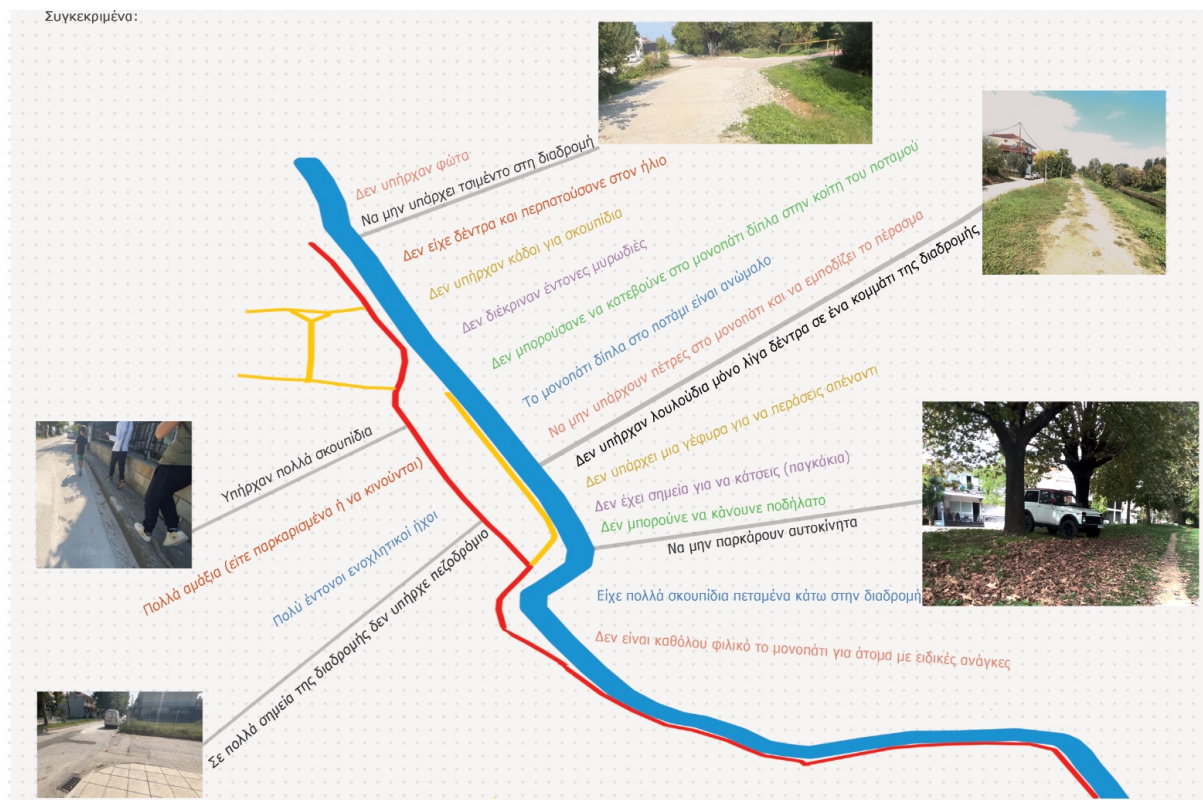 Συγκεκριμένα:
Δεν υπήρχαν φώτα
Να μην υπάρχει τσιμέντο στη διαδρομή
Δεν είχε δέντρα και περπατούσανε στον ήλιο
Δεν υπήρχαν κάδοι για σκουπίδια
Δεν διέκριναν έντονες μυρωδιές
Δεν μπορούσανε να κατεβούνε στο μονοπάτι δίπλα στην κοίτη του ποταμού
Το μονοπάτι δίπλα στο ποτάμι είναι ανώμαλο
Να μην υπάρχουν πέτρες στο μονοπάτι και να εμποδίζει το πέρασμα
Δεν υπήρχαν λουλούδια μόνο λίγα δέντρα σε ένα κομμάτι της διαδρομής
Δεν υπάρχει μια γέφυρα για να περάσεις απέναντι
Δεν έχει σημεία για να κάτσεις (παγκάκια)
Δεν μπορούνε να κάνουνε ποδήλατο
Να μην παρκάρουν αυτοκίνητα
Είχε πολλά σκουπίδια πεταμένα κάτω στην διαδρομή
Δεν είναι καθόλου φιλικό το μονοπάτι για άτομα με ειδικές ανάγκες
Υπήρχαν πολλά σκουπίδια
Πολλά αμάξια (είτε παρκαρισμένα ή να κινούνται)
Πολύ έντονοι ενοχλητικοί ήχοι
Σε πολλά σημεία της διαδρομής δεν υπήρχε πεζοδρόμιο